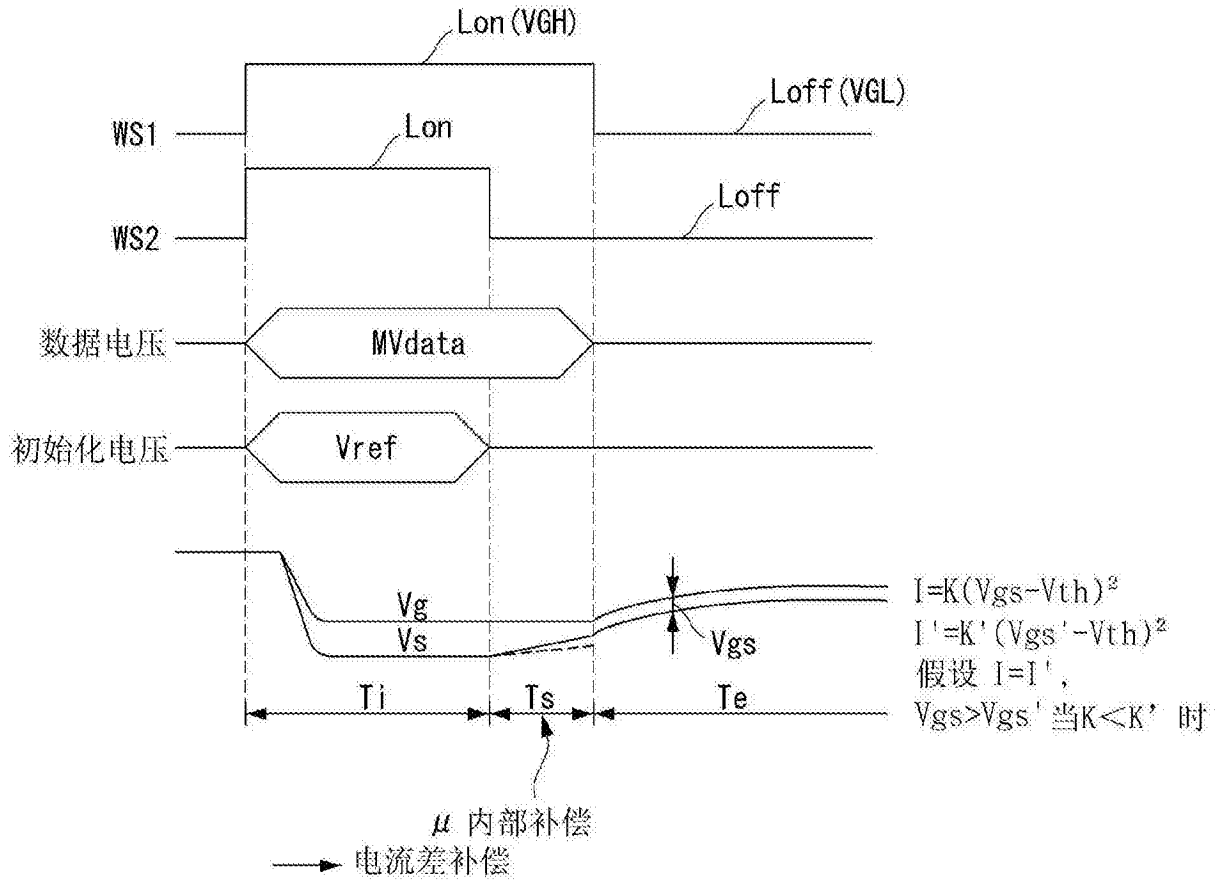 Lon(VGH)
Loff(VGL)
WS1
Lon
Loff
WS2
数据电压
MVdata
初始化电压
Vref
Vg
Vs
Vgs
I=K(Vgs-Vth)²
I'=K'(Vgs'-Vth)²
假设 I=I',
Vgs>Vgs' 当K<K’ 时
Ti
Ts
Te
μ 内部补偿
电流差补偿